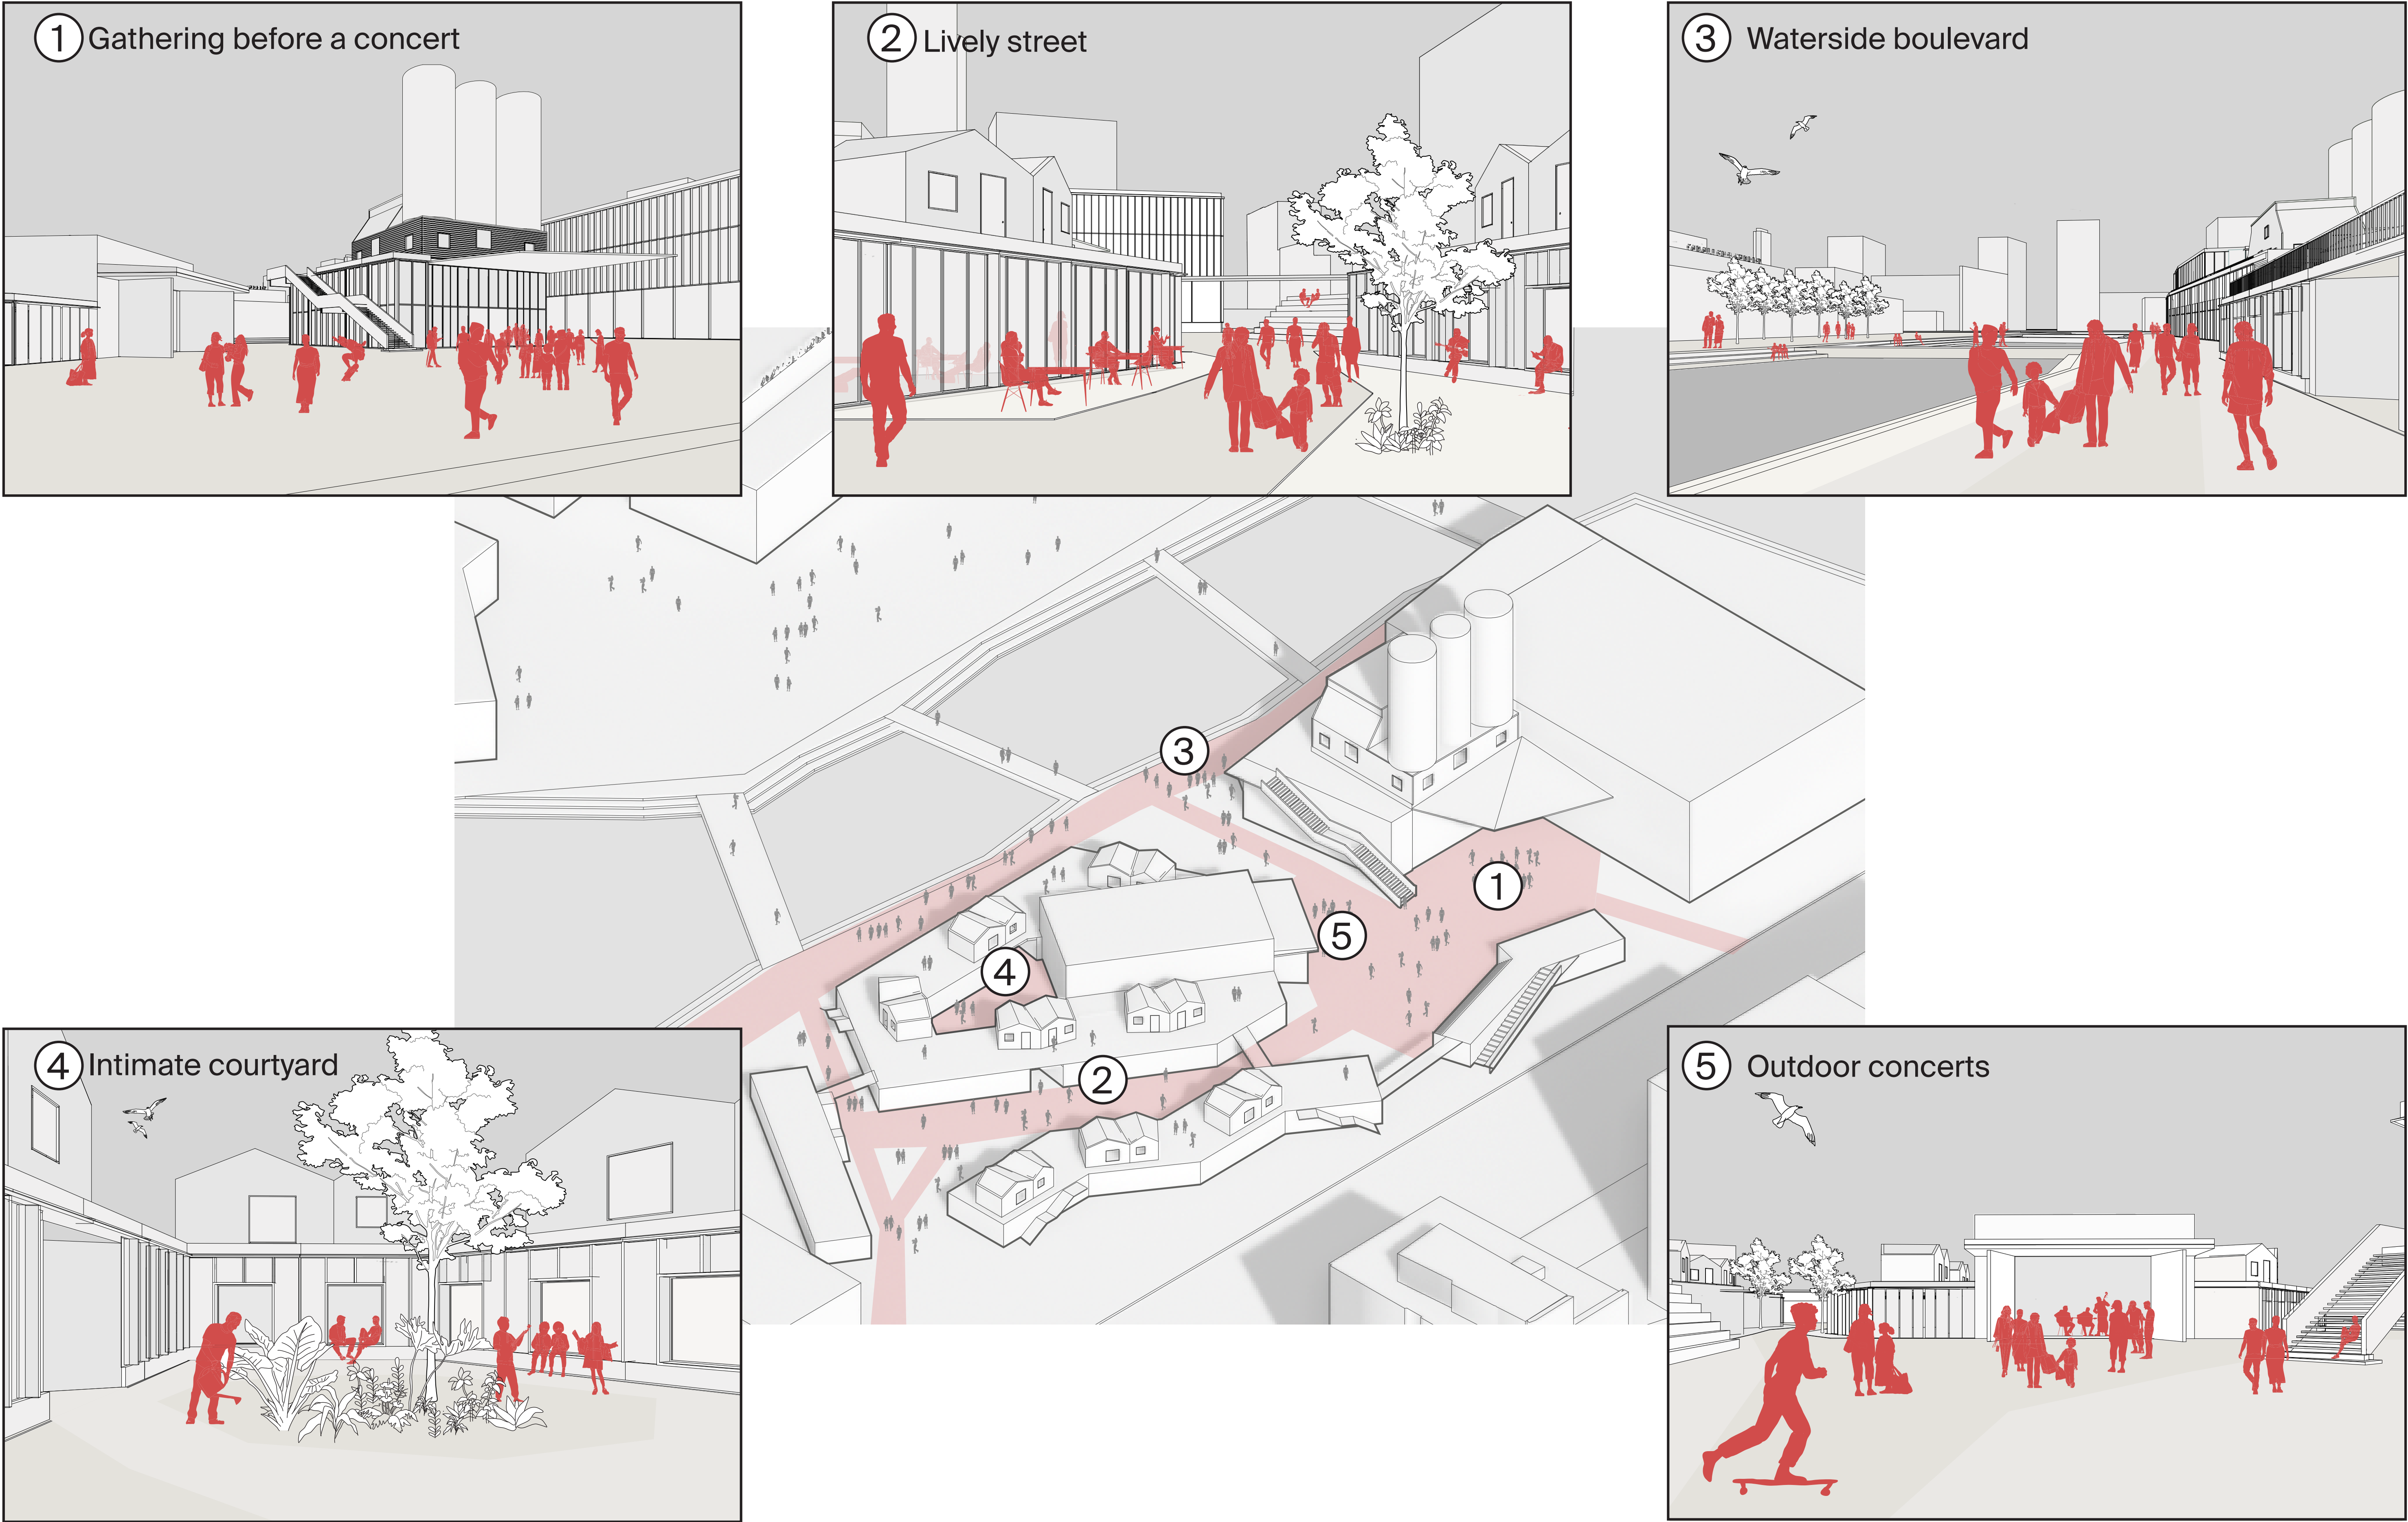 1 Gathering before a concert
2 Lively street
3 Waterside boulevard
3
1
5
4
2
4 Intimate courtyard
5 Outdoor concerts